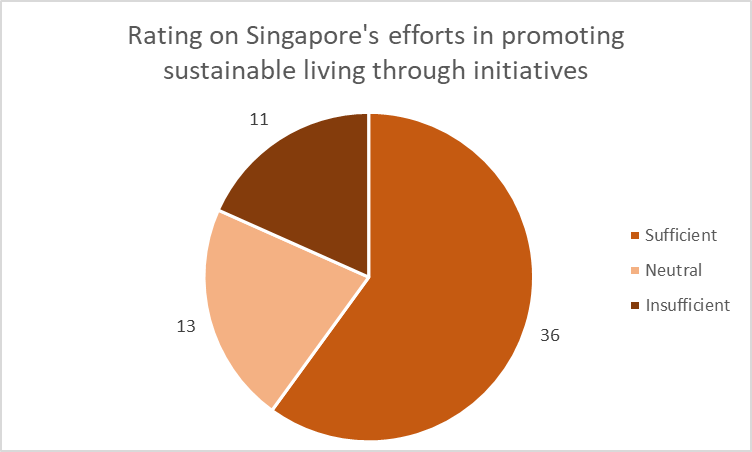 Rating on Singapore's efforts in promoting
sustainable living through initiatives
11
Sufficient
Neutral
Insufficient
13
36